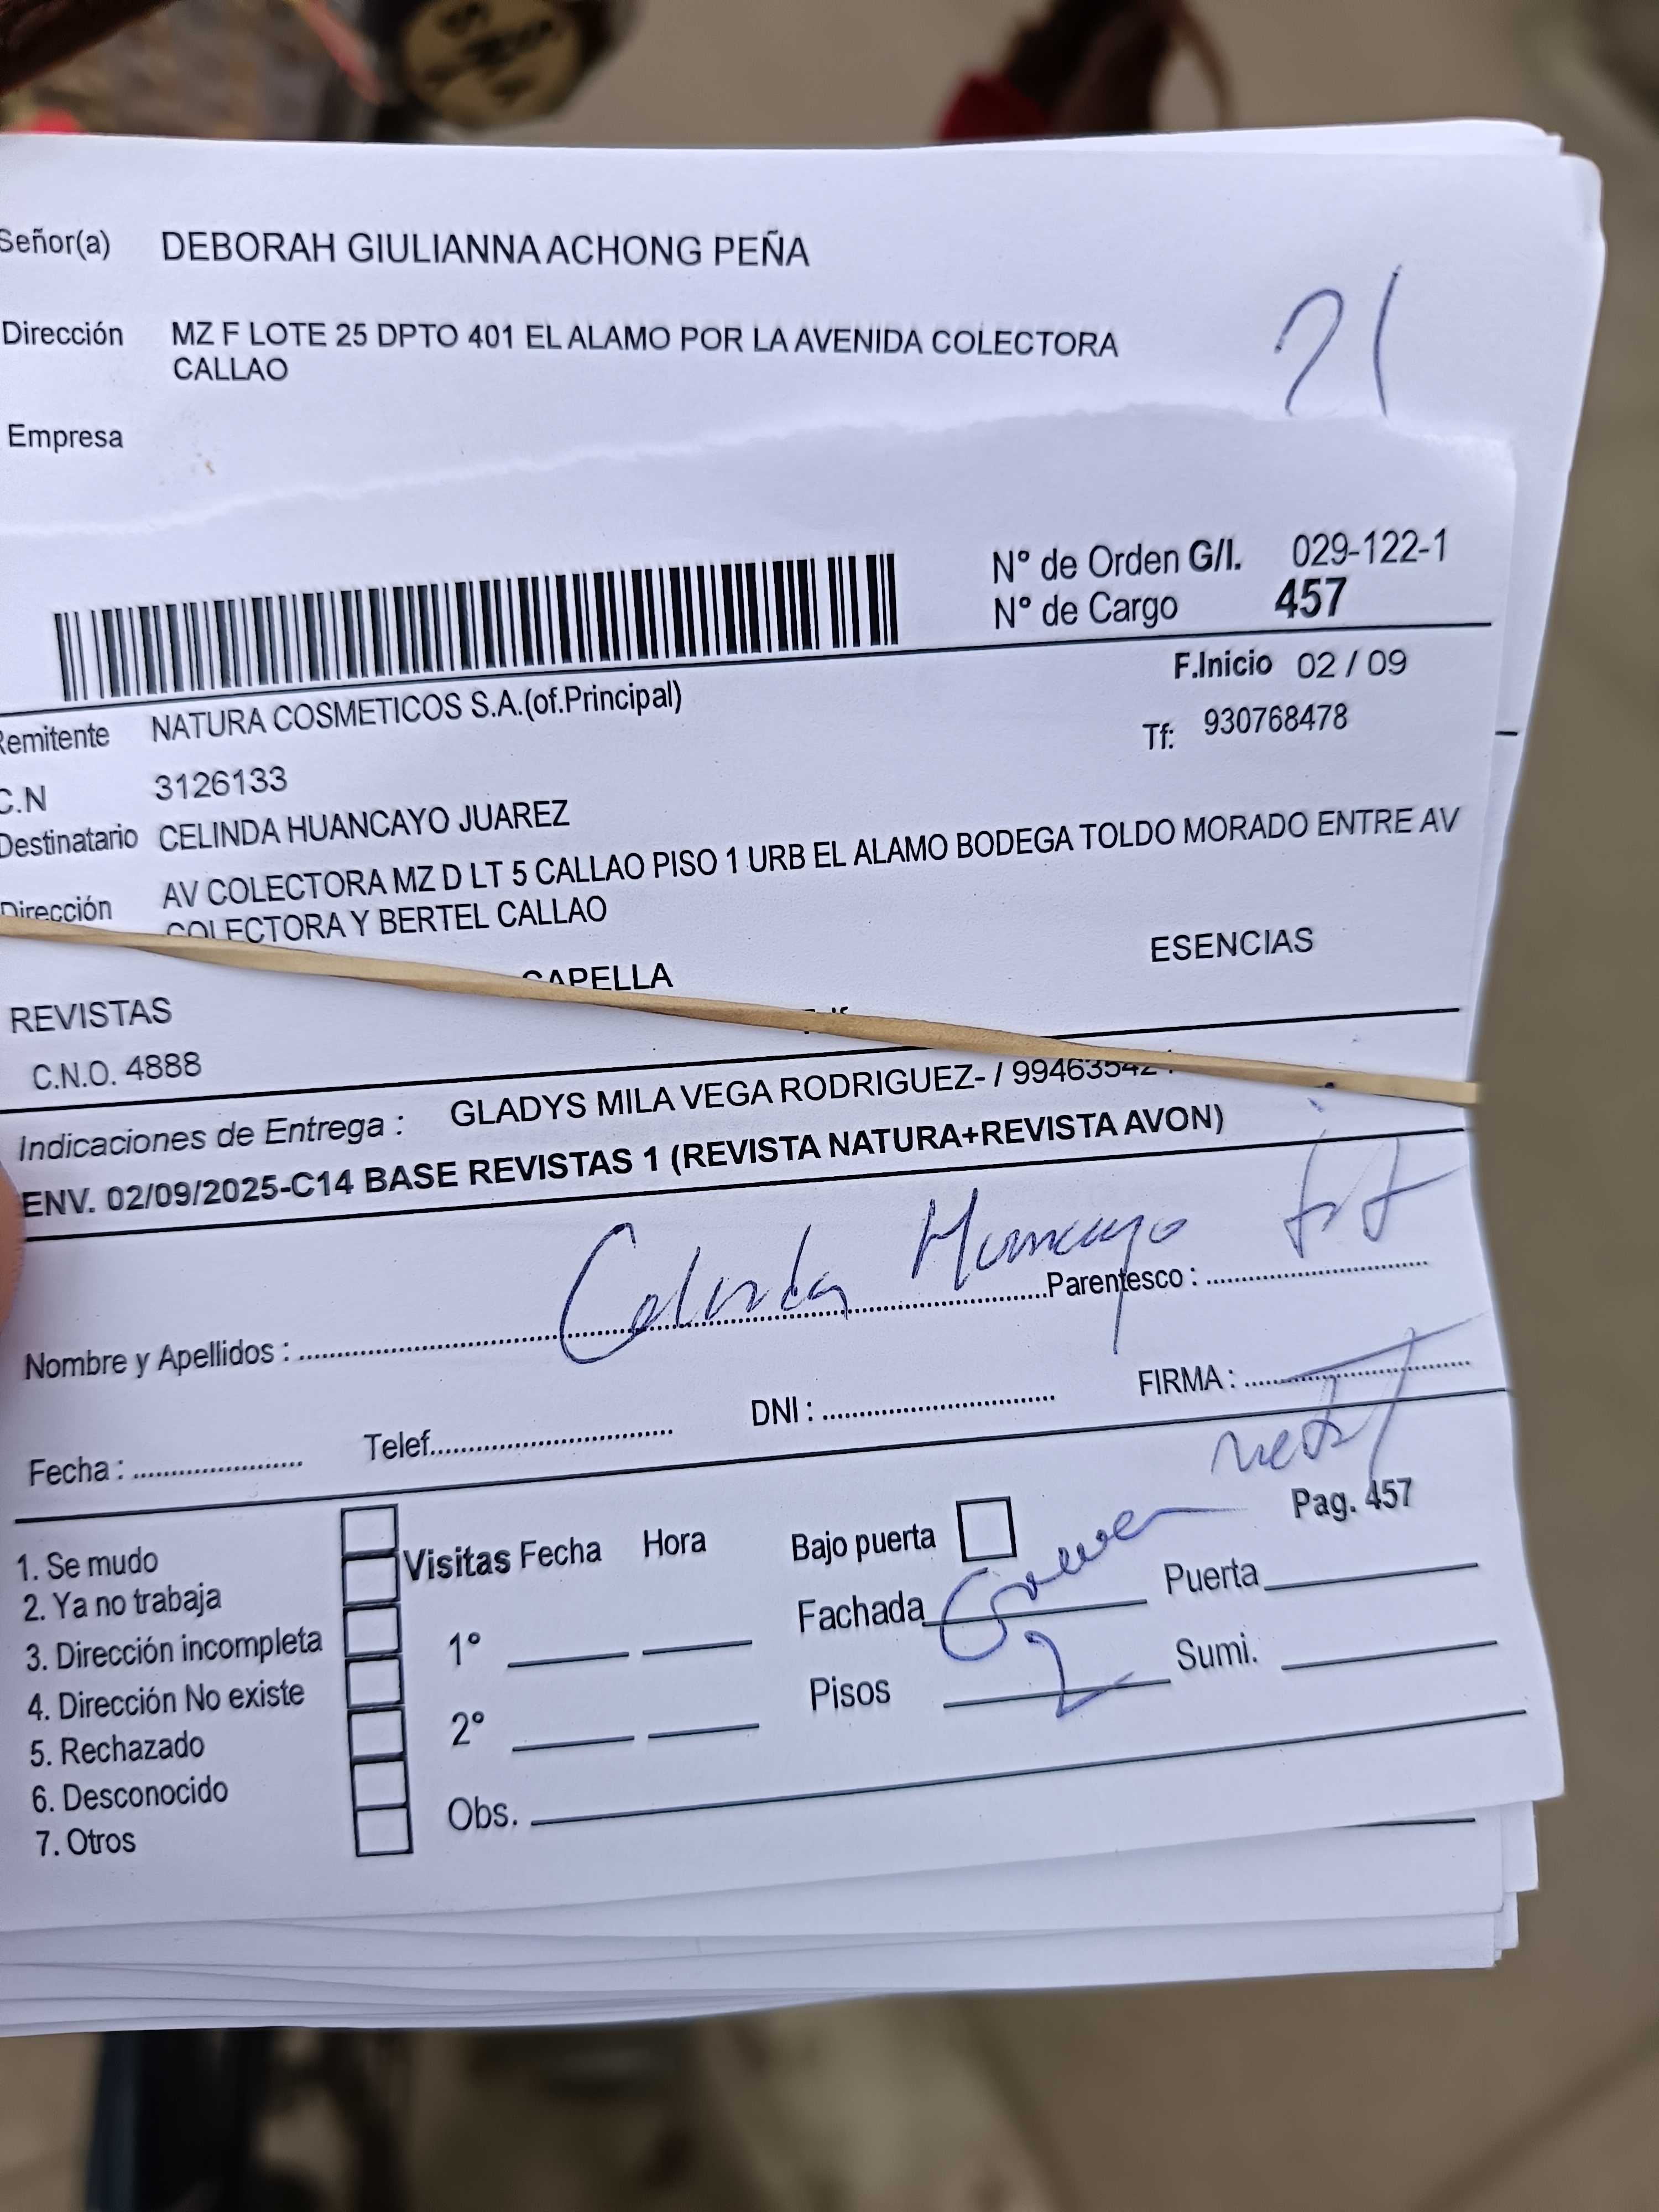 Señor(a) DEBORAH GIULIANNA ACHONG PEÑA
Dirección MZ F LOTE 25 DPTO 401 EL ALAMO POR LA AVENIDA COLECTORA
CALLAO
21
Empresa
N° de Orden G/I. 029-122-1
N° de Cargo 457
F.Inicio 02 / 09
Remitente NATURA COSMETICOS S.A.(of.Principal)
Tf: 930768478
C.N 3126133
Destinatario CELINDA HUANCAYO JUAREZ
Dirección AV COLECTORA MZ D LT 5 CALLAO PISO 1 URB EL ALAMO BODEGA TOLDO MORADO ENTRE AV
COLECTORA Y BERTEL CALLAO
CAPELLA ESENCIAS
REVISTAS
C.N.O. 4888
Indicaciones de Entrega : GLADYS MILA VEGA RODRIGUEZ- /
ENV. 02/09/2025-C14 BASE REVISTAS 1 (REVISTA NATURA+REVISTA AVON)
Nombre y Apellidos : Celinda Huancayo Parentesco : tit
Fecha : Telef. DNI : FIRMA :
Pag. 457
1. Se mudo
2. Ya no trabaja
3. Dirección incompleta
4. Dirección No existe
5. Rechazado
6. Desconocido
7. Otros
Visitas Fecha Hora
1°
2°
Bajo puerta
Fachada Puerta
Pisos 2 Sumi.
Obs.